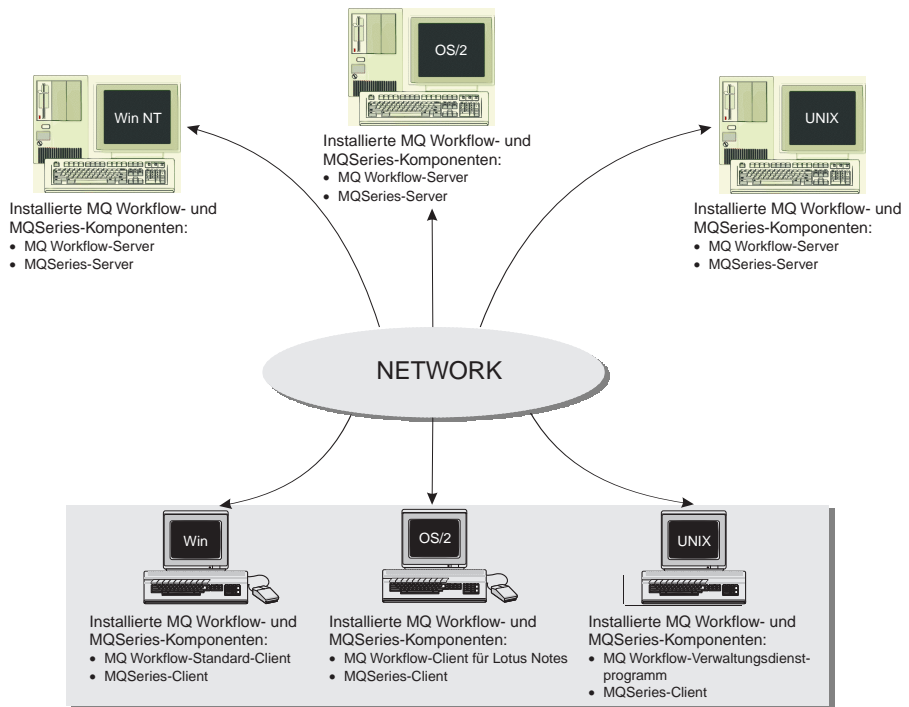 OS/2
Win NT
UNIX
Installierte MQ Workflow- und
MQSeries-Komponenten:
• MQ Workflow-Server
• MQSeries-Server
Installierte MQ Workflow- und
MQSeries-Komponenten:
• MQ Workflow-Server
• MQSeries-Server
Installierte MQ Workflow- und
MQSeries-Komponenten:
• MQ Workflow-Server
• MQSeries-Server
NETWORK
Win
OS/2
UNIX
Installierte MQ Workflow- und
MQSeries-Komponenten:
• MQ Workflow-Standard-Client
• MQSeries-Client
Installierte MQ Workflow- und
MQSeries-Komponenten:
• MQ Workflow-Client für Lotus Notes
• MQSeries-Client
Installierte MQ Workflow- und
MQSeries-Komponenten:
• MQ Workflow-Verwaltungsdienst-
programm
• MQSeries-Client